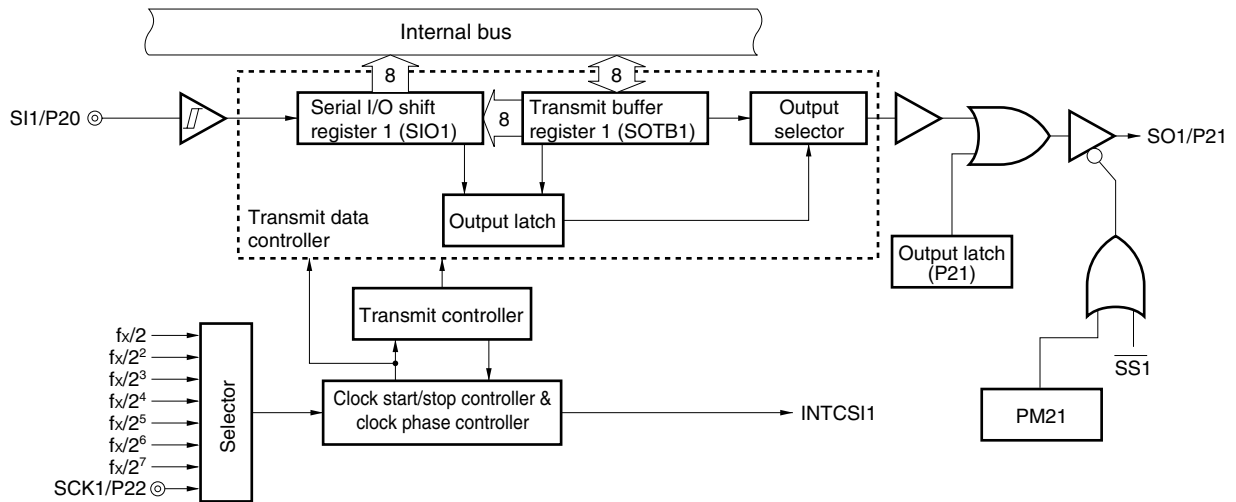 Internal bus
8
8
SI1/P20
Serial I/O shift
register 1 (SIO1)
8
Transmit buffer
register 1 (SOTB1)
Output
selector
SO1/P21
Transmit data
controller
Output latch
Output latch
(P21)
Transmit controller
fx/2
fx/2²
fx/2³
fx/2⁴
fx/2⁵
fx/2⁶
fx/2⁷
SCK1/P22
Selector
Clock start/stop controller &
clock phase controller
INTCSI1
PM21
S̅S̅1̅